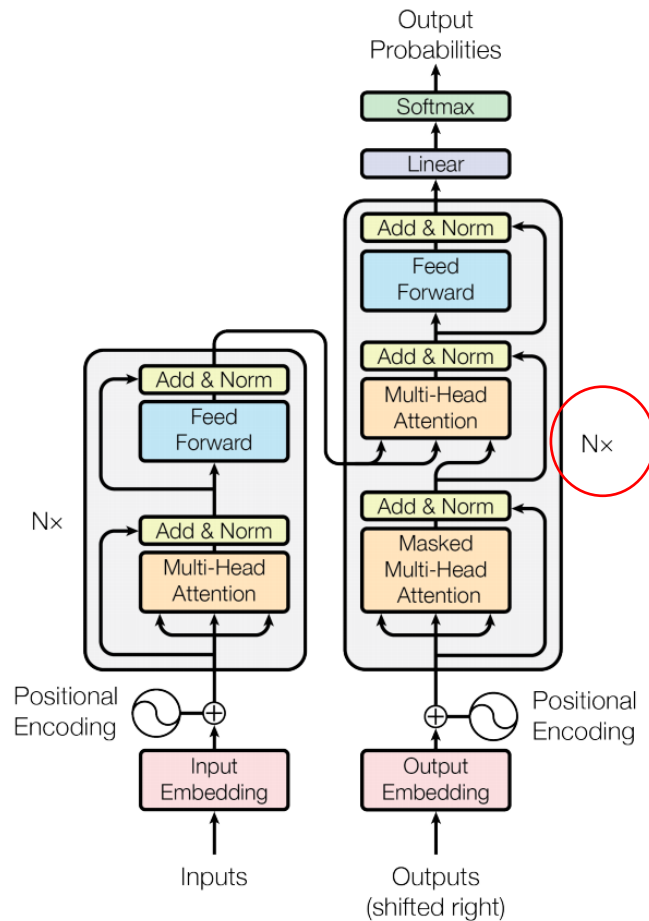 Output
Probabilities
Softmax
Linear
Add & Norm
Feed
Forward
Add & Norm
Multi-Head
Attention
N×
Add & Norm
Masked
Multi-Head
Attention
Add & Norm
Feed
Forward
N×
Add & Norm
Multi-Head
Attention
Positional
Encoding
Positional
Encoding
Input
Embedding
Output
Embedding
Inputs
Outputs
(shifted right)